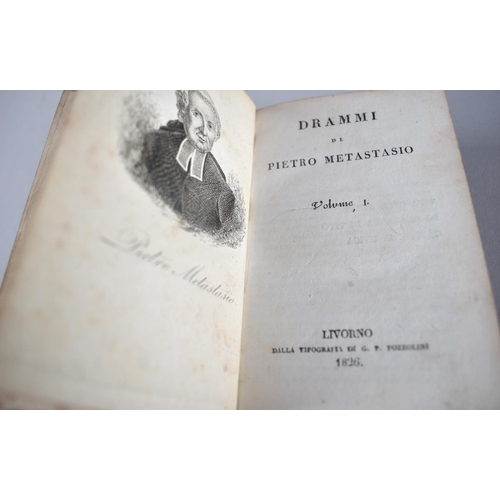 Pietro Metastasio
DRAMMI
DI
PIETRO METASTASIO
Volume I.
LIVORNO
DALLA TIPOGRAFIA DI G. P. POZZOLINI
1826.